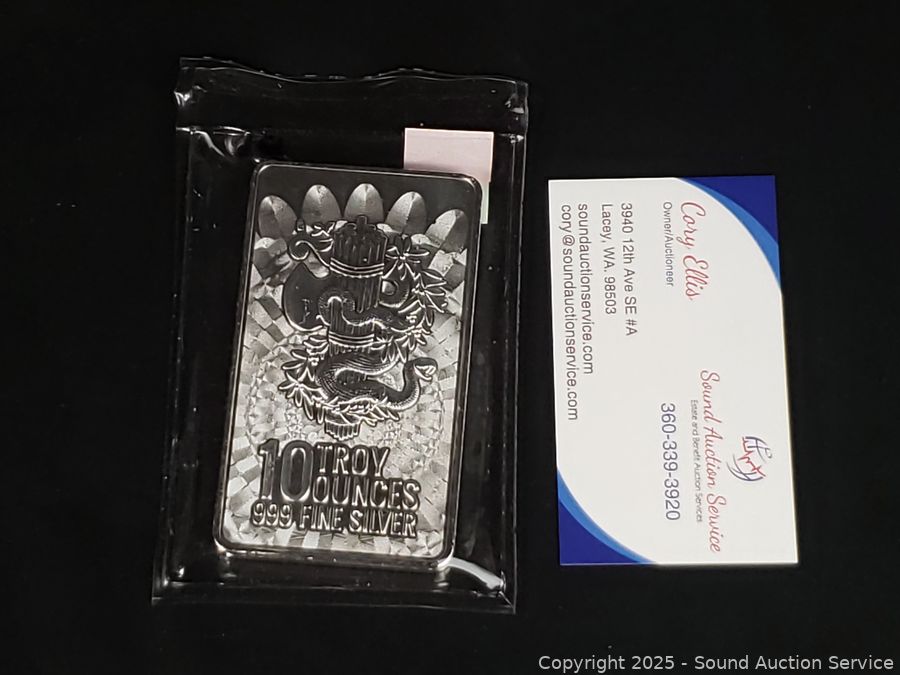 10 TROY
OUNCES
999 FINE SILVER
Cory Ellis
Owner/Auctioneer
3940 12th Ave SE #A
Lacey, WA. 98503
soundauctionservice.com
cory@soundauctionservice.com
Sound Auction Service
Estate and Benefit Auction Services
360-339-3920
Copyright 2025 - Sound Auction Service